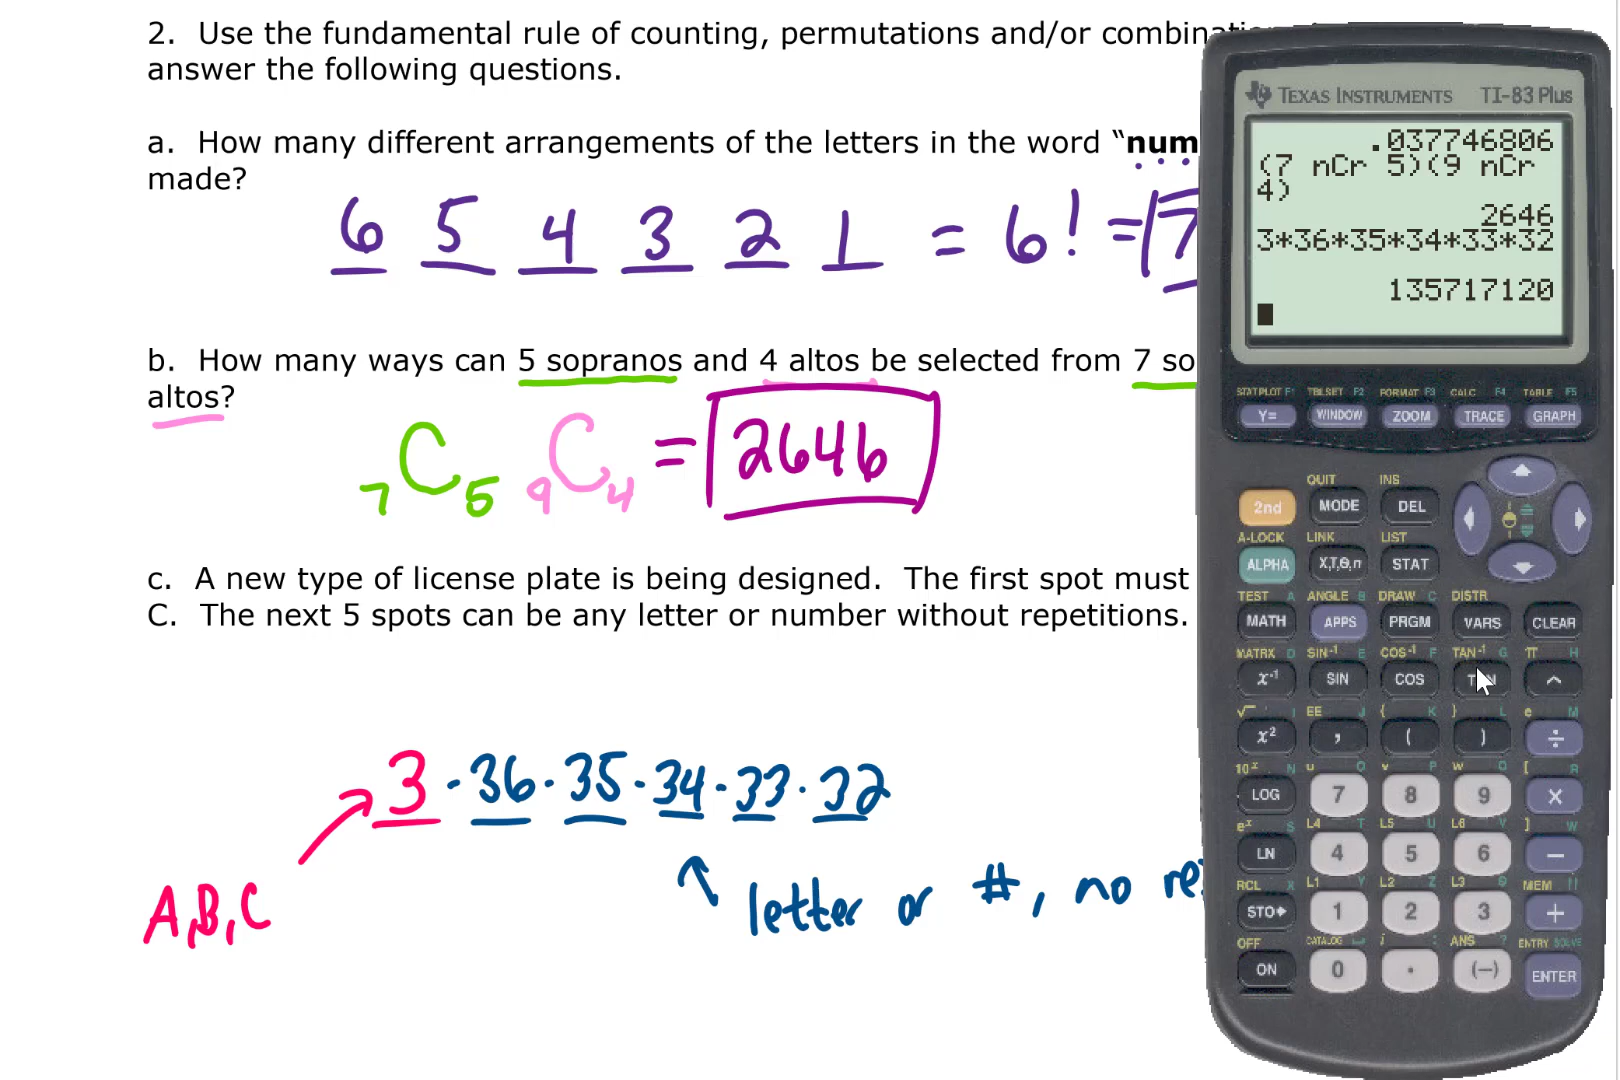 2. Use the fundamental rule of counting, permutations and/or
answer the following questions.
a. How many different arrangements of the letters in the word “num
made?
6 5 4 3 2 1 = 6! = 7
b. How many ways can 5 sopranos and 4 altos be selected from 7 so
altos?
7C5 9C4 = 2646
c. A new type of license plate is being designed. The first spot must
C. The next 5 spots can be any letter or number without repetitions.
3 · 36 · 35 · 34 · 33 · 32
A,B,C
letter or #, no re
TEXAS INSTRUMENTS TI-83 Plus
.037746806
(7 nCr 5)(9 nCr
4)
2646
3*36*35*34*33*32
135717120
STAT PLOT F1 TBLSET F2 FORMAT F3 CALC F4 TABLE F5
Y= WINDOW ZOOM TRACE GRAPH
QUIT INS
2nd MODE DEL
A-LOCK LINK LIST
ALPHA X,T,θ,n STAT
TEST A ANGLE B DRAW C DISTR
MATH APPS PRGM VARS CLEAR
MATRX D SIN-1 E COS-1 F TAN-1 G π H
x-1 SIN COS TAN ^
√ I EE J { K } L e M
x2 , ( ) ÷
10x N u O v P w Q [ R
LOG 7 8 9 ×
ex S L4 T L5 U L6 V ] W
LN 4 5 6 −
RCL X L1 Y L2 Z L3 θ MEM "
STO 1 2 3 +
OFF CATALOG i : ANS ? ENTRY SOLVE
ON 0 . (−) ENTER